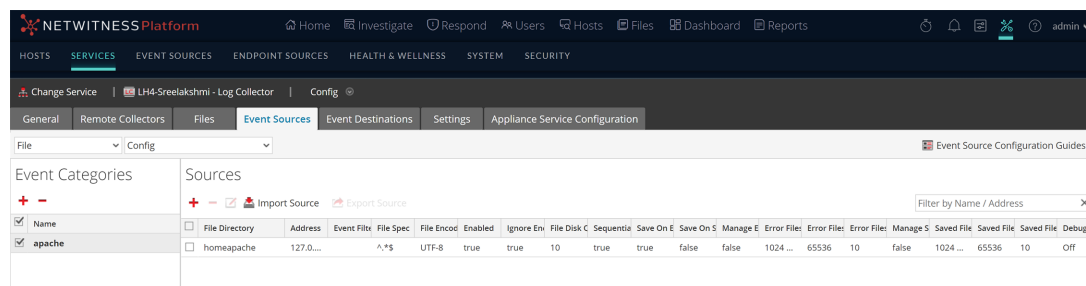 NETWITNESS Platform Home Investigate Respond Users Hosts Files Dashboard Reports admin
HOSTS SERVICES EVENT SOURCES ENDPOINT SOURCES HEALTH & WELLNESS SYSTEM SECURITY
Change Service | LH4-Sreelakshmi - Log Collector | Config
General Remote Collectors Files Event Sources Event Destinations Settings Appliance Service Configuration
File Config Event Source Configuration Guides
Event Categories Sources
Import Source Export Source Filter by Name / Address
Name File Directory Address Event Filte File Spec File Encod Enabled Ignore En File Disk Q Sequentia Save On E Save On S Manage E Error Files Error Files Error Files Manage S Saved File Saved File Saved File Debug
apache homeapache 127.0.... ^.*$ UTF-8 true true 10 true true false false 1024 ... 65536 10 false 1024 ... 65536 10 Off